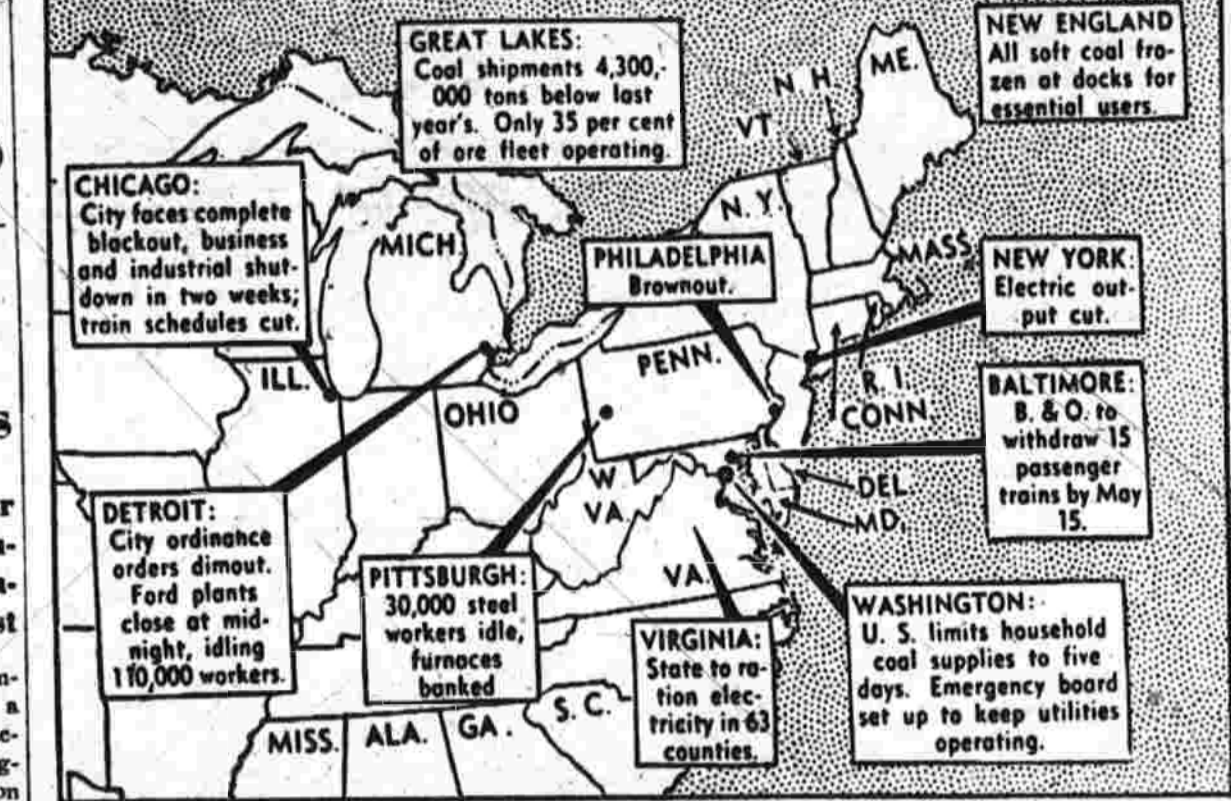 GREAT LAKES:
Coal shipments 4,300,-
000 tons below last
year's. Only 35 per cent
of ore fleet operating.
NEW ENGLAND
All soft coal fro-
zen at docks for
essential users.
ME.
N H
VT
CHICAGO:
City faces complete
blackout, business
and industrial shut-
down in two weeks;
train schedules cut.
MICH.
N. Y.
MASS.
PHILADELPHIA
Brownout.
NEW YORK
Electric out-
put cut.
ILL.
OHIO
PENN.
R. I
CONN.
BALTIMORE:
B. & O. to
withdraw 15
passenger
trains by May
15.
W
VA.
DEL.
MD.
DETROIT:
City ordinance
orders dimout.
Ford plants
close at mid-
night, idling
110,000 workers.
PITTSBURGH:
30,000 steel
workers idle,
furnaces
banked
VA.
VIRGINIA:
State to ra-
tion elec-
tricity in 63
counties.
WASHINGTON:
U. S. limits household
coal supplies to five
days. Emergency board
set up to keep utilities
operating.
MISS.
ALA.
GA.
S. C.